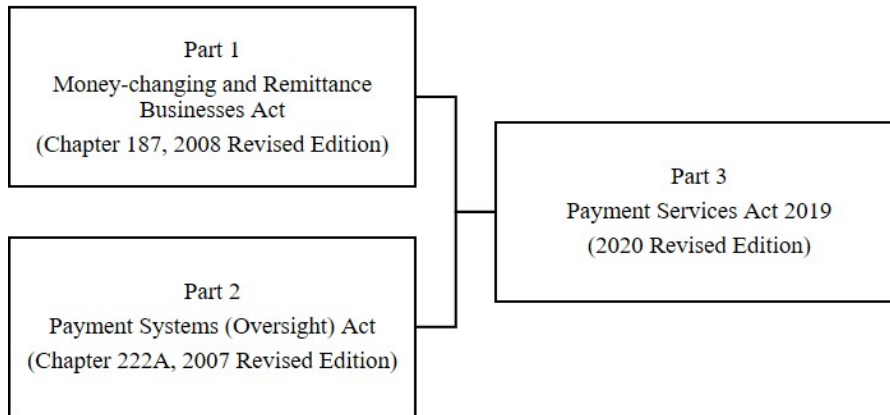 Part 1
Money-changing and Remittance
Businesses Act
(Chapter 187, 2008 Revised Edition)
Part 2
Payment Systems (Oversight) Act
(Chapter 222A, 2007 Revised Edition)
Part 3
Payment Services Act 2019
(2020 Revised Edition)